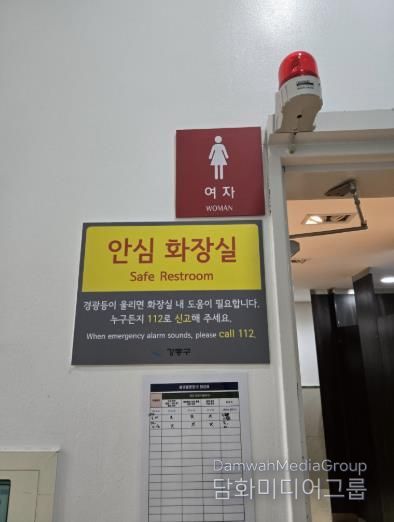 여 자
WOMAN
안심 화장실
Safe Restroom
경광등이 울리면 화장실 내 도움이 필요합니다.
누구든지 112로 신고해 주세요.
When emergency alarm sounds, please call 112.
강동구
DamwahMediaGroup
담화미디어그룹